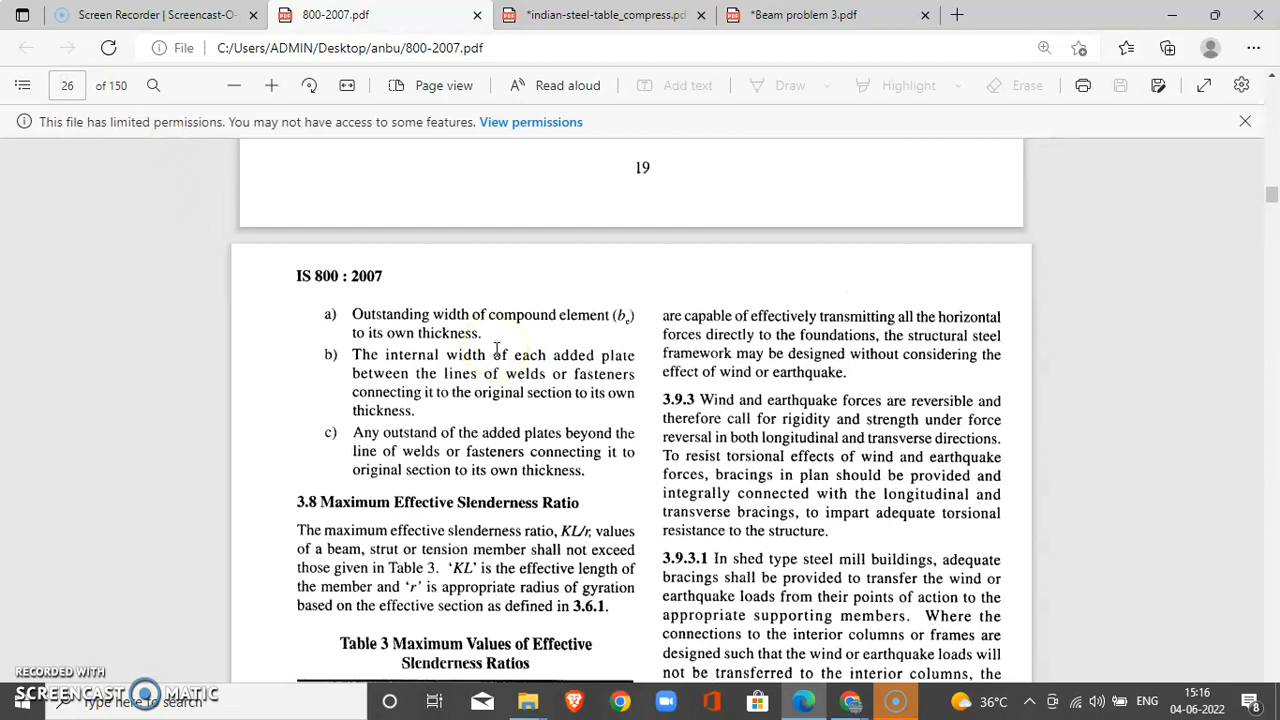 Screen Recorder | Screencast-O-
800-2007.pdf
*indian-steel-table_compress.pd
*Beam problem 3.pdf
File
C:/Users/ADMIN/Desktop/anbu/800-2007.pdf
26
of 150
Page view
Read aloud
Add text
Draw
Highlight
Erase
This file has limited permissions. You may not have access to some features. View permissions
19
IS 800 : 2007
a) Outstanding width of compound element (be)
to its own thickness.
b) The internal width of each added plate
between the lines of welds or fasteners
connecting it to the original section to its own
thickness.
c) Any outstand of the added plates beyond the
line of welds or fasteners connecting it to
original section to its own thickness.
3.8 Maximum Effective Slenderness Ratio
The maximum effective slenderness ratio, KL/r, values
of a beam, strut or tension member shall not exceed
those given in Table 3. ‘KL’ is the effective length of
the member and ‘r’ is appropriate radius of gyration
based on the effective section as defined in 3.6.1.
Table 3 Maximum Values of Effective
Slenderness Ratios
are capable of effectively transmitting all the horizontal
forces directly to the foundations, the structural steel
framework may be designed without considering the
effect of wind or earthquake.
3.9.3 Wind and earthquake forces are reversible and
therefore call for rigidity and strength under force
reversal in both longitudinal and transverse directions.
To resist torsional effects of wind and earthquake
forces, bracings in plan should be provided and
integrally connected with the longitudinal and
transverse bracings, to impart adequate torsional
resistance to the structure.
3.9.3.1 In shed type steel mill buildings, adequate
bracings shall be provided to transfer the wind or
earthquake loads from their points of action to the
appropriate supporting members. Where the
connections to the interior columns or frames are
designed such that the wind or earthquake loads will
not be transferred to the interior columns, the
RECORDED WITH
SCREENCAST MATIC
Type here to search
36°C
ENG
15:16
04-06-2022
8